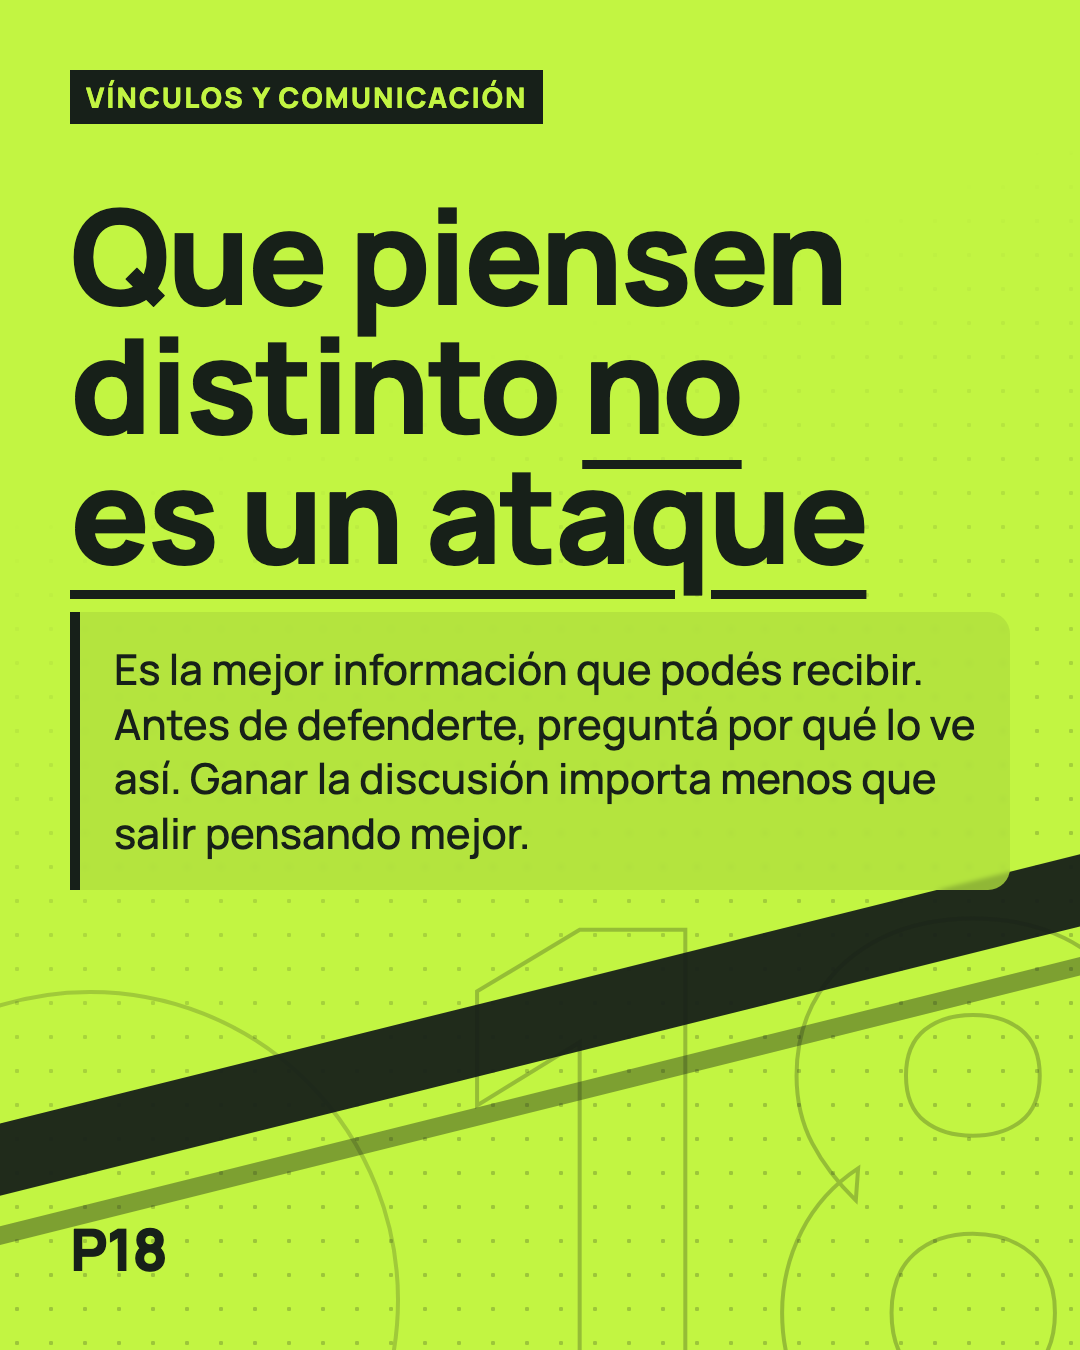 VÍNCULOS Y COMUNICACIÓN
Que piensen
distinto no
es un ataque
Es la mejor información que podés recibir.
Antes de defenderte, preguntá por qué lo ve
así. Ganar la discusión importa menos que
salir pensando mejor.
18
P18